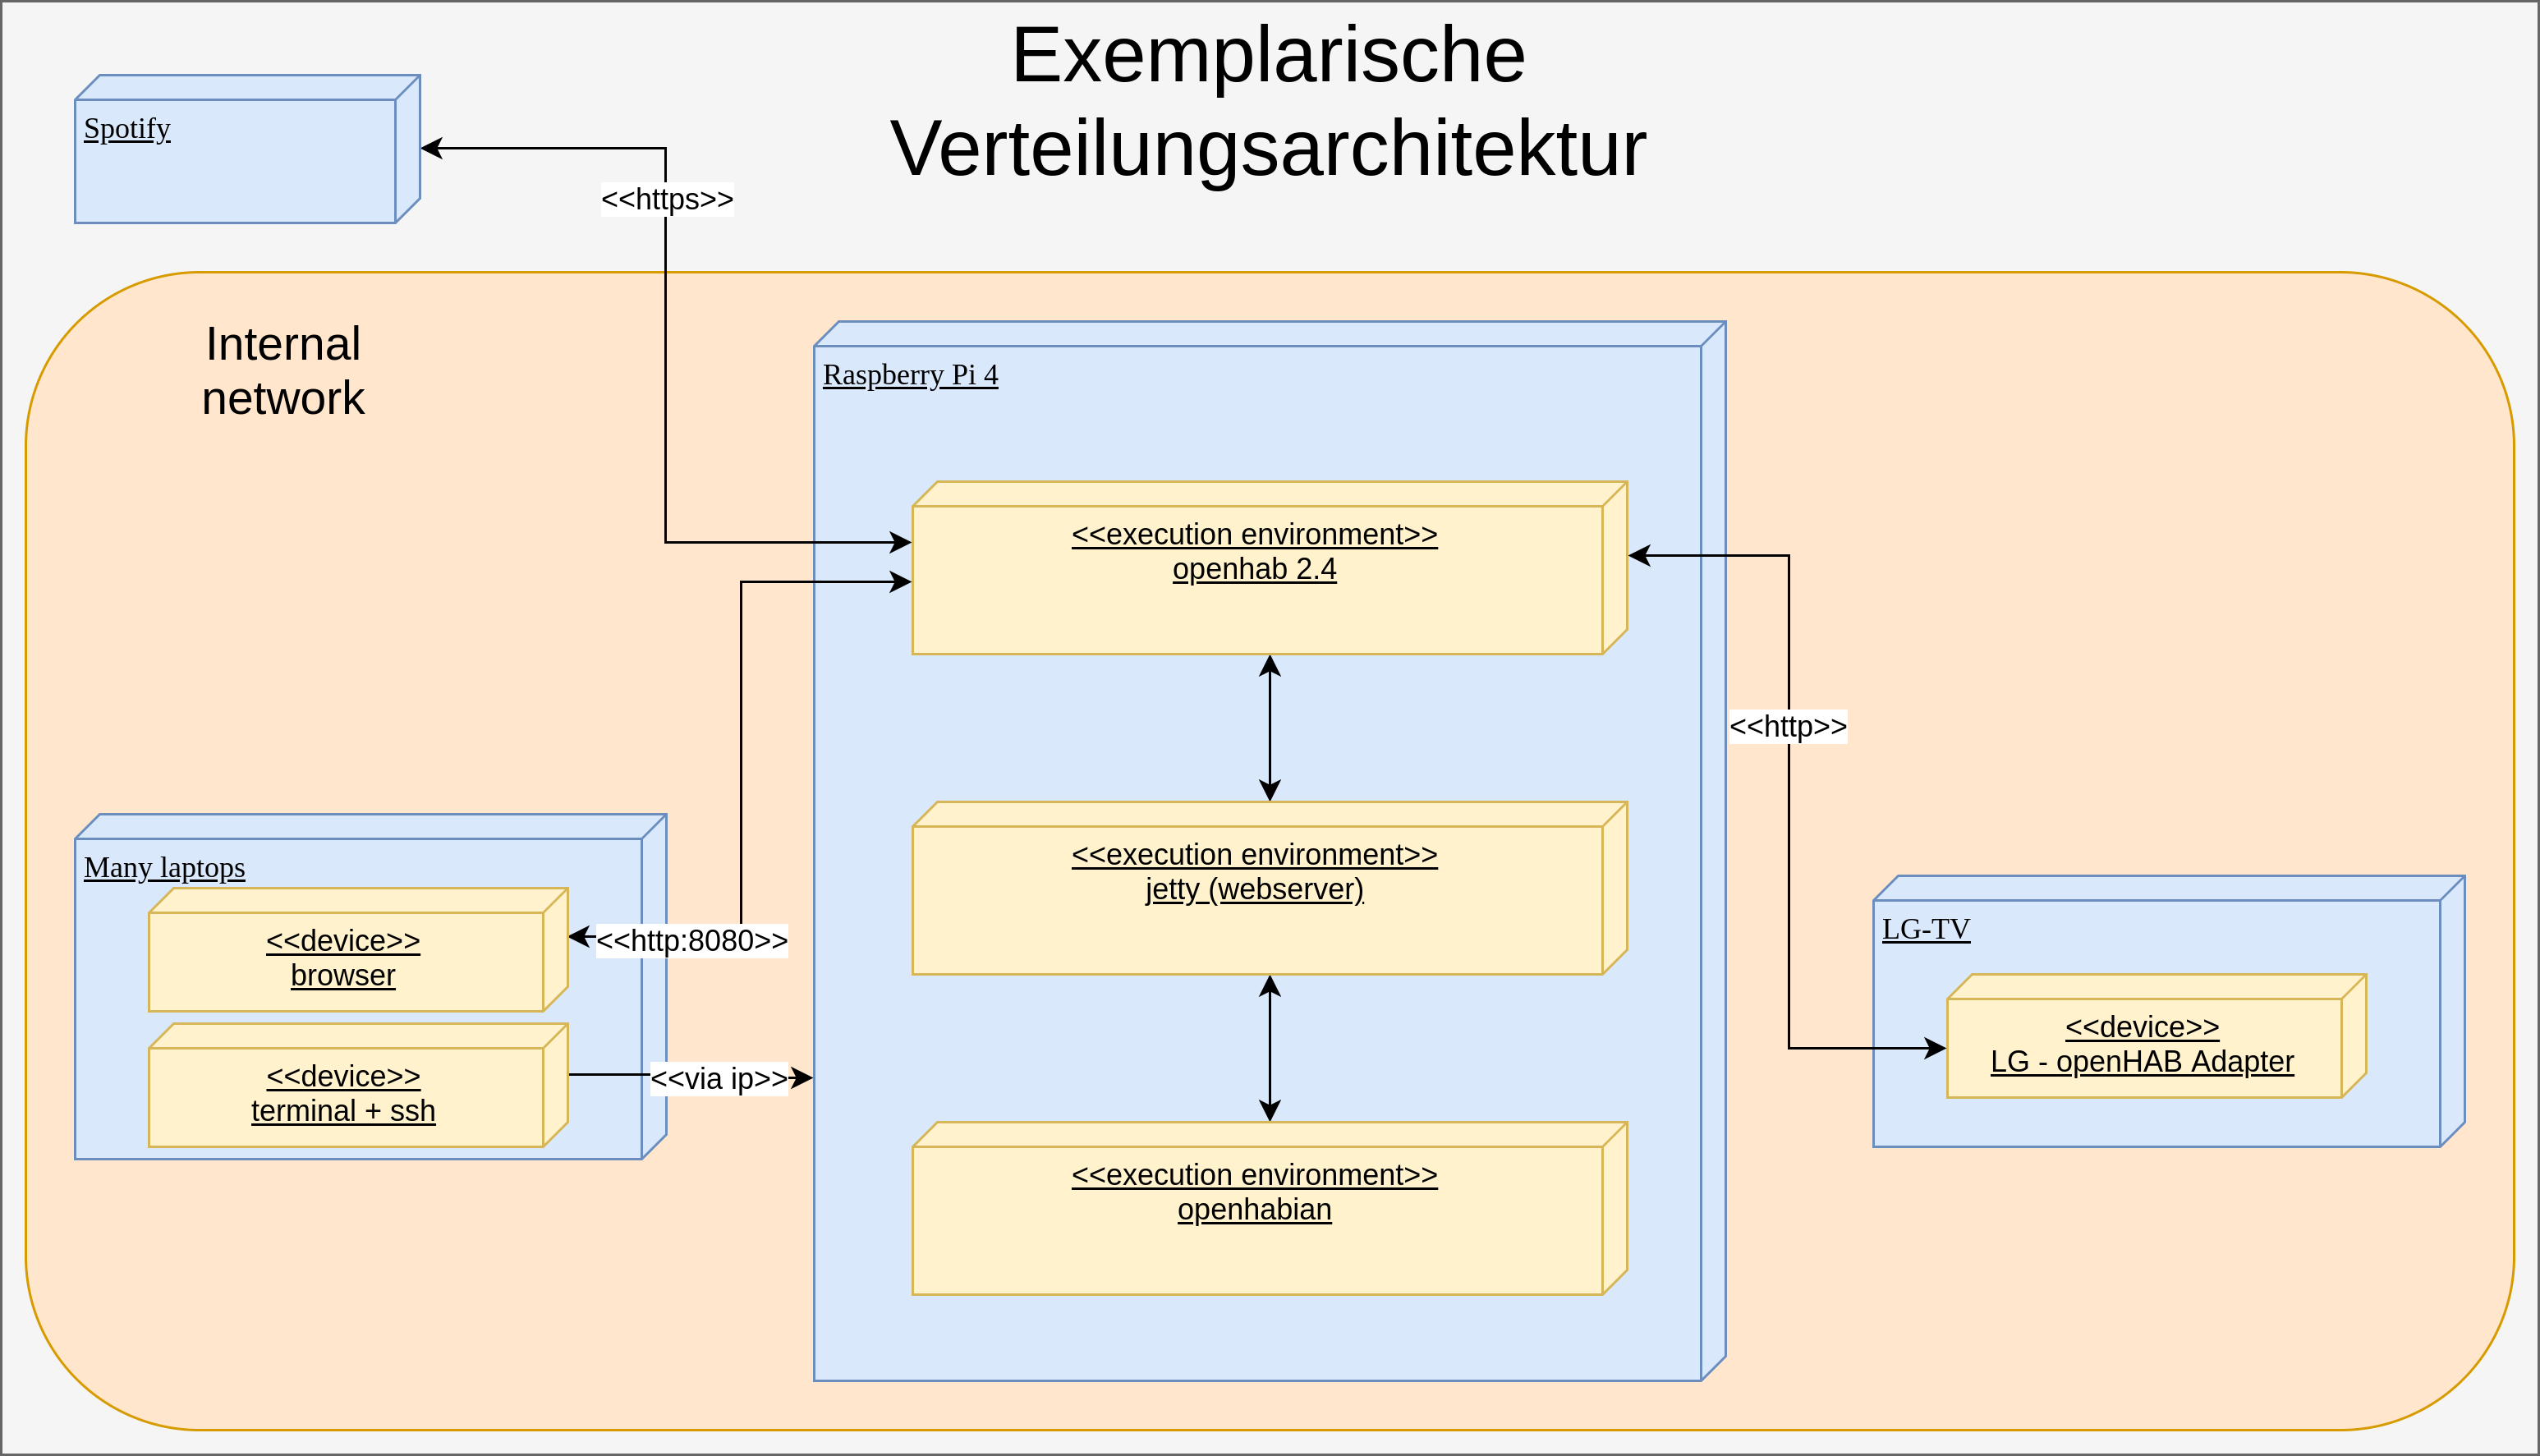 Exemplarische
Verteilungsarchitektur
Spotify
<<https>>
Internal
network
Raspberry Pi 4
<<execution environment>>
openhab 2.4
<<http>>
<<execution environment>>
jetty (webserver)
Many laptops
<<device>>
browser
<<http:8080>>
<<device>>
terminal + ssh
<<via ip>>
LG-TV
<<device>>
LG - openHAB Adapter
<<execution environment>>
openhabian